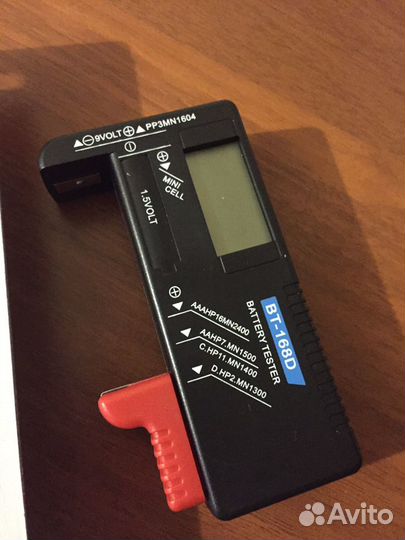 ▲⊖9VOLT⊕▲PP3MN1604
⊕
MINI
CELL
1.5VOLT
⊕
AAAHP16MN2400
AAHP7.MN1500
C.HP11.MN1400
D.HP2.MN1300
BATTERY TESTER
BT-168D
Avito